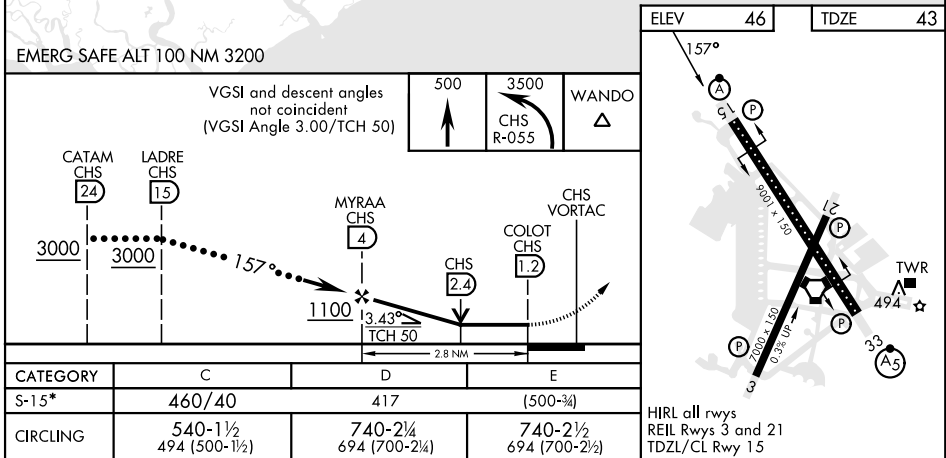 EMERG SAFE ALT 100 NM 3200
VGSI and descent angles
not coincident
(VGSI Angle 3.00/TCH 50)
500
3500
CHS
R-055
WANDO
CATAM
CHS
24
LADRE
CHS
15
MYRAA
CHS
4
CHS
2.4
COLOT
CHS
1.2
CHS
VORTAC
3000
3000
157°
1100
3.43°
TCH 50
2.8 NM
CATEGORY C D E
S-15* 460/40 417 (500-¾)
CIRCLING 540-1½ 740-2¼ 740-2½
494 (500-1½) 694 (700-2¼) 694 (700-2½)
ELEV 46 TDZE 43
157°
A
P
15
9001 x 150
21
P
TWR
494
P
P
7000 x 150
0.3% UP
33
A5
3
HIRL all rwys
REIL Rwys 3 and 21
TDZL/CL Rwy 15